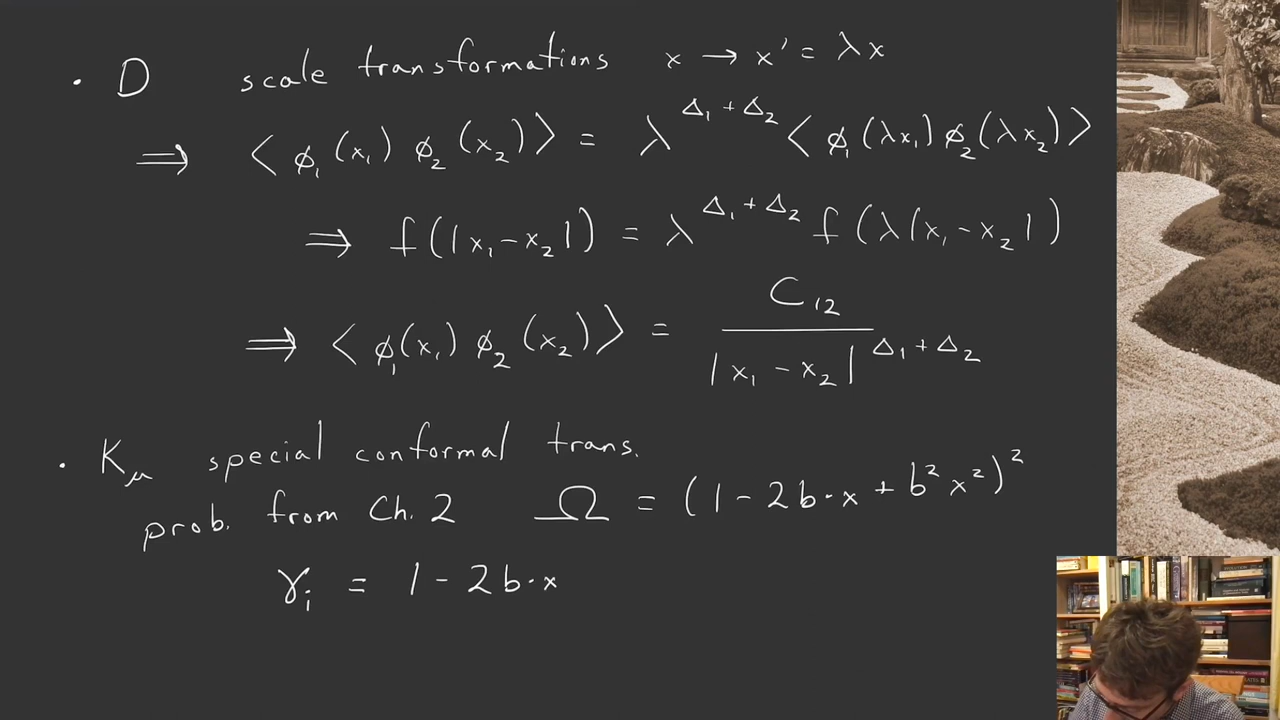 · D scale transformations x → x' = λx
⇒ ⟨ϕ₁(x₁) ϕ₂(x₂)⟩ = λ^{Δ₁+Δ₂} ⟨ϕ₁(λx₁) ϕ₂(λx₂)⟩
⇒ f(|x₁-x₂|) = λ^{Δ₁+Δ₂} f(λ|x₁-x₂|)
⇒ ⟨ϕ₁(x₁) ϕ₂(x₂)⟩ = C₁₂ / |x₁-x₂|^{Δ₁+Δ₂}
· K_μ special conformal trans.
prob. from Ch. 2 Ω = (1-2b·x+b²x²)²
γᵢ = 1-2b·x